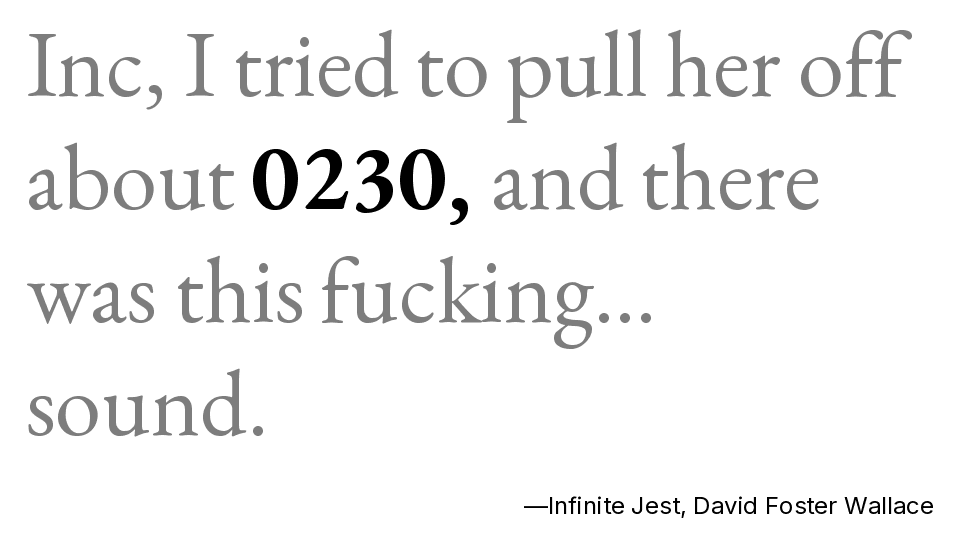 Inc, I tried to pull her off
about 0230, and there
was this fucking...
sound.
—Infinite Jest, David Foster Wallace